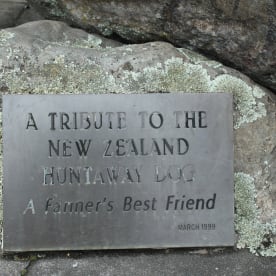 A TRIBUTE TO THE
NEW ZEALAND
HUNTAWAY DOG
A farmer's Best Friend
MARCH 1999